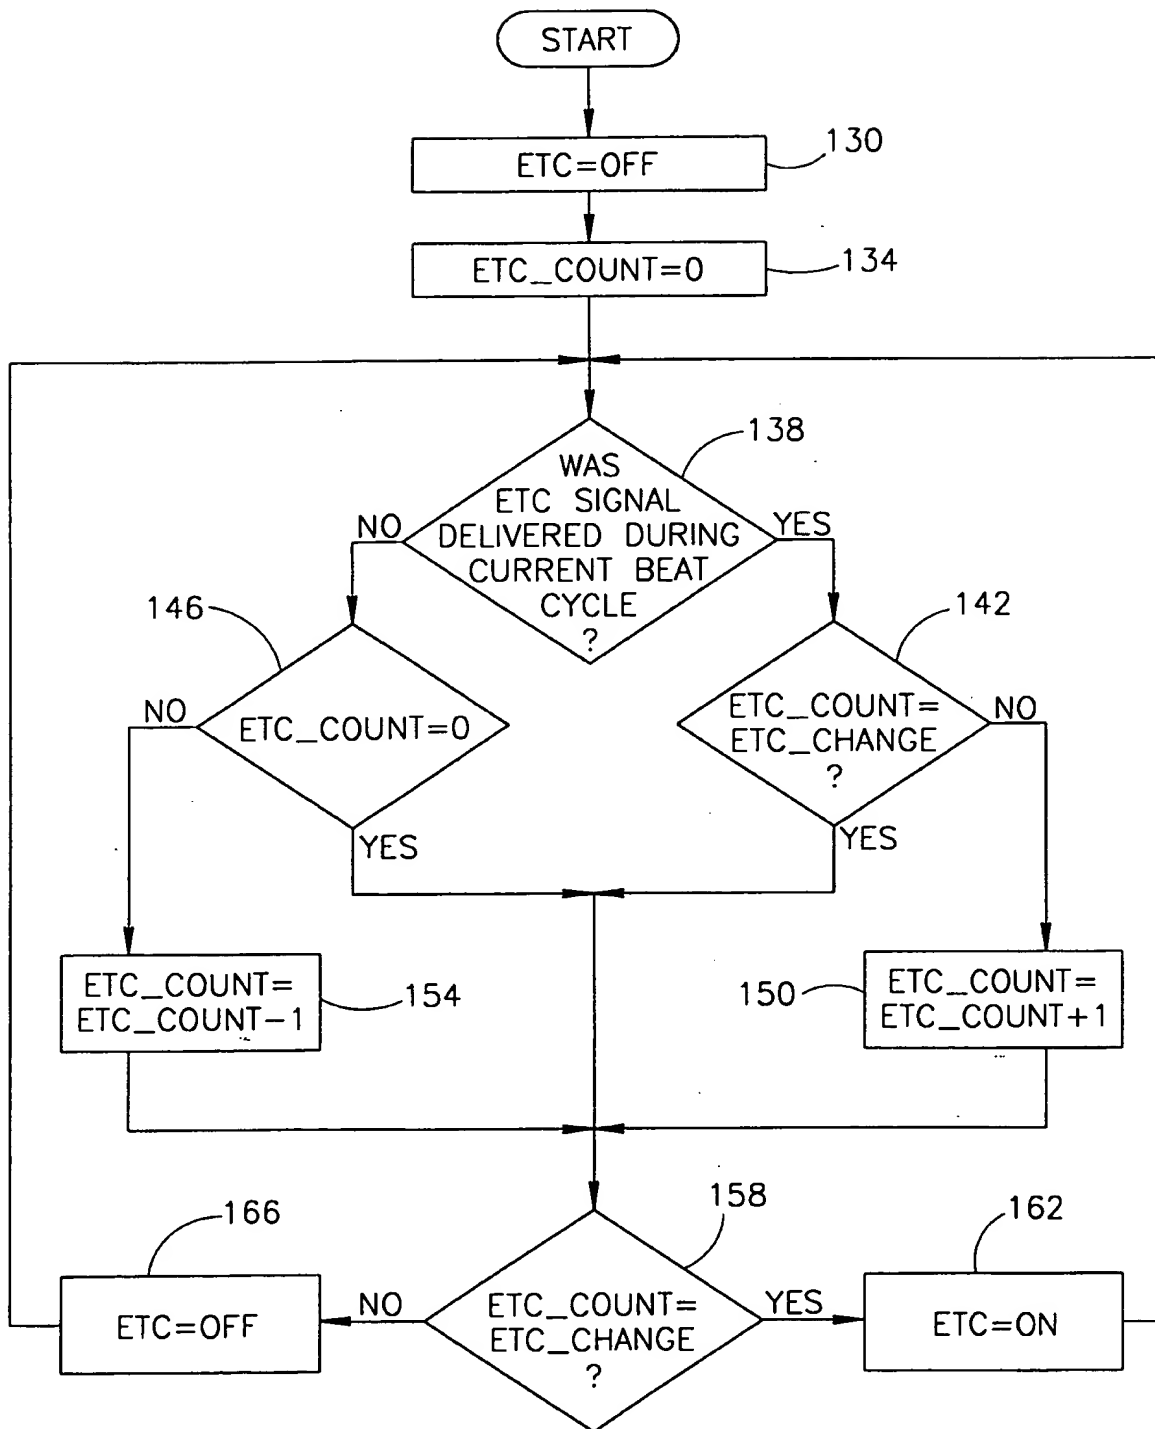 START
ETC=OFF
130
ETC_COUNT=0
134
138
WAS
ETC SIGNAL
DELIVERED DURING
CURRENT BEAT
CYCLE
?
NO
YES
146
142
ETC_COUNT=0
NO
YES
ETC_COUNT=
ETC_CHANGE
?
NO
YES
ETC_COUNT=
ETC_COUNT-1
154
150
ETC_COUNT=
ETC_COUNT+1
166
158
162
ETC=OFF
NO
ETC_COUNT=
ETC_CHANGE
?
YES
ETC=ON